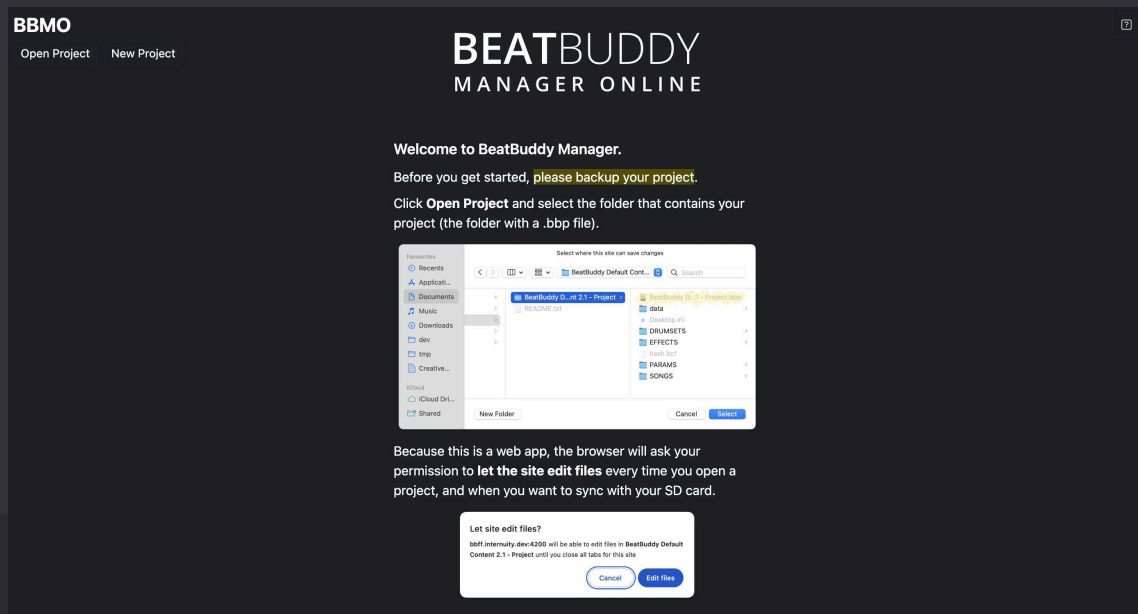 BBMO
Open Project New Project
BEATBUDDY
MANAGER ONLINE
Welcome to BeatBuddy Manager.
Before you get started, please backup your project.
Click Open Project and select the folder that contains your
project (the folder with a .bbp file).
Select where this site can save changes
Favourites
Recents
Applicati...
Documents
Music
Downloads
dev
tmp
Creative...
iCloud
iCloud Dri...
Shared
BeatBuddy Default Cont...
Search
BeatBuddy D...nt 2.1 - Project
README.txt
BeatBuddy D...1 - Project.bbp
data
Desktop.ini
DRUMSETS
EFFECTS
hash.bcf
PARAMS
SONGS
New Folder
Cancel
Select
Because this is a web app, the browser will ask your
permission to let the site edit files every time you open a
project, and when you want to sync with your SD card.
Let site edit files?
bbff.internuity.dev:4200 will be able to edit files in BeatBuddy Default
Content 2.1 - Project until you close all tabs for this site
Cancel
Edit files